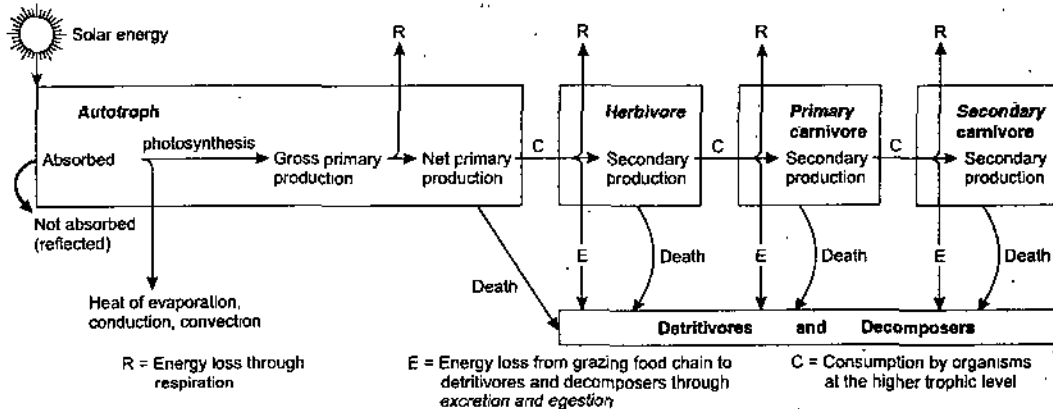 Solar energy
R
R
R
R
Autotroph
Herbivore
Primary
carnivore
Secondary
carnivore
Absorbed
photosynthesis
Gross primary
production
Net primary
production
C
Secondary
production
C
Secondary
production
C
Secondary
production
Not absorbed
(reflected)
Heat of evaporation,
conduction, convection
Death
E
Death
E
Death
E
Death
Detritivores and Decomposers
R = Energy loss through
respiration
E = Energy loss from grazing food chain to
detritivores and decomposers through
excretion and egestion
C = Consumption by organisms
at the higher trophic level